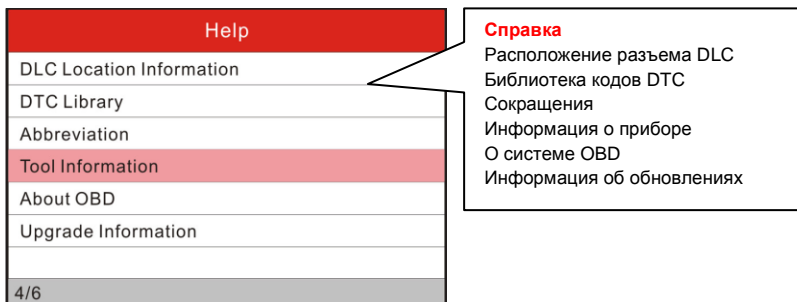 Help
DLC Location Information
DTC Library
Abbreviation
Tool Information
About OBD
Upgrade Information
4/6
Справка
Расположение разъема DLC
Библиотека кодов DTC
Сокращения
Информация о приборе
О системе OBD
Информация об обновлениях